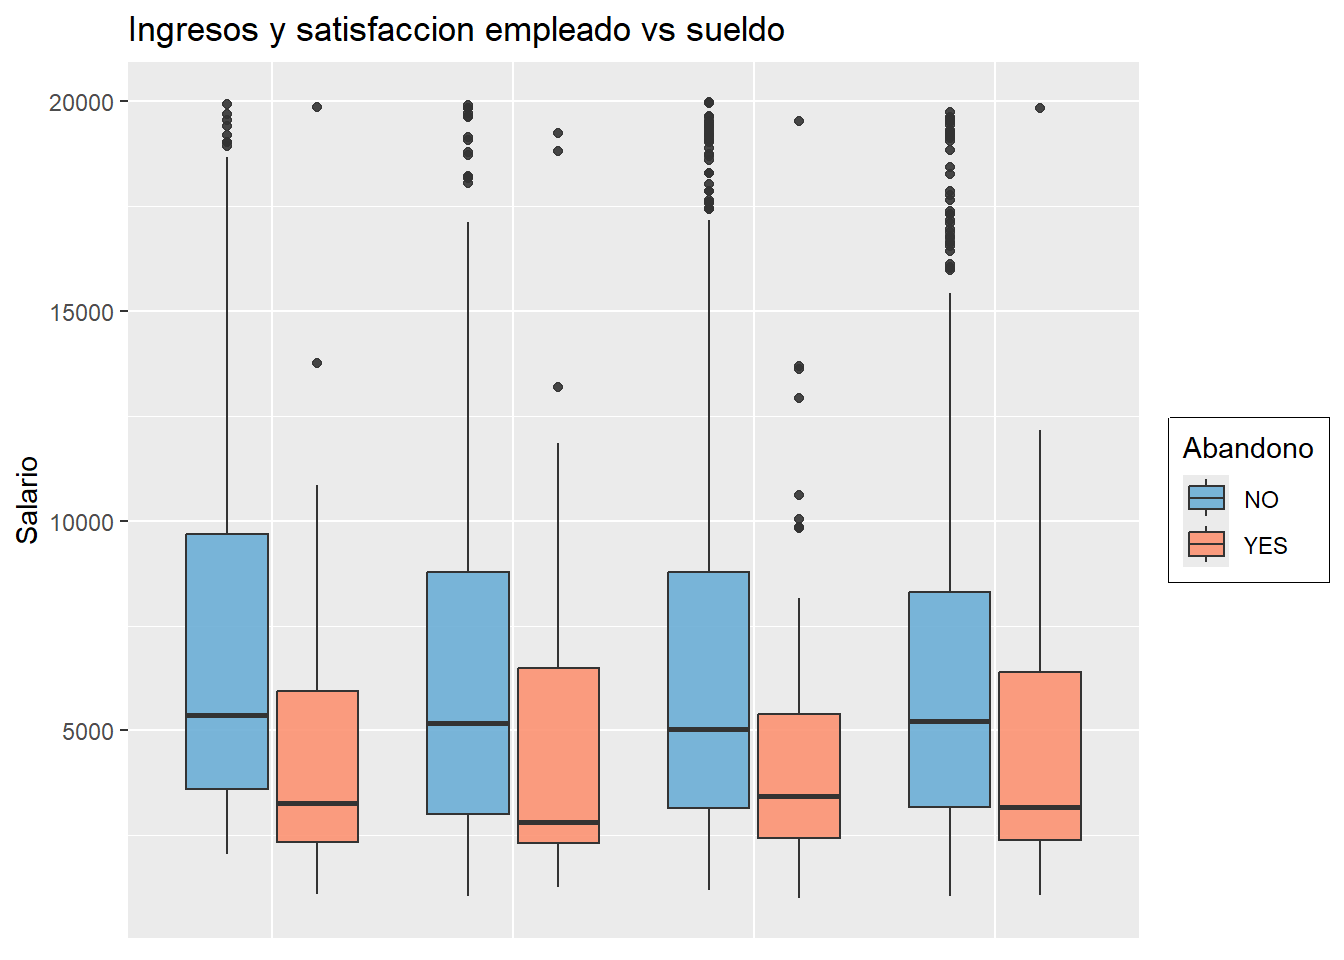 Ingresos y satisfaccion empleado vs sueldo
20000
15000
10000
5000
Salario
Abandono
NO
YES